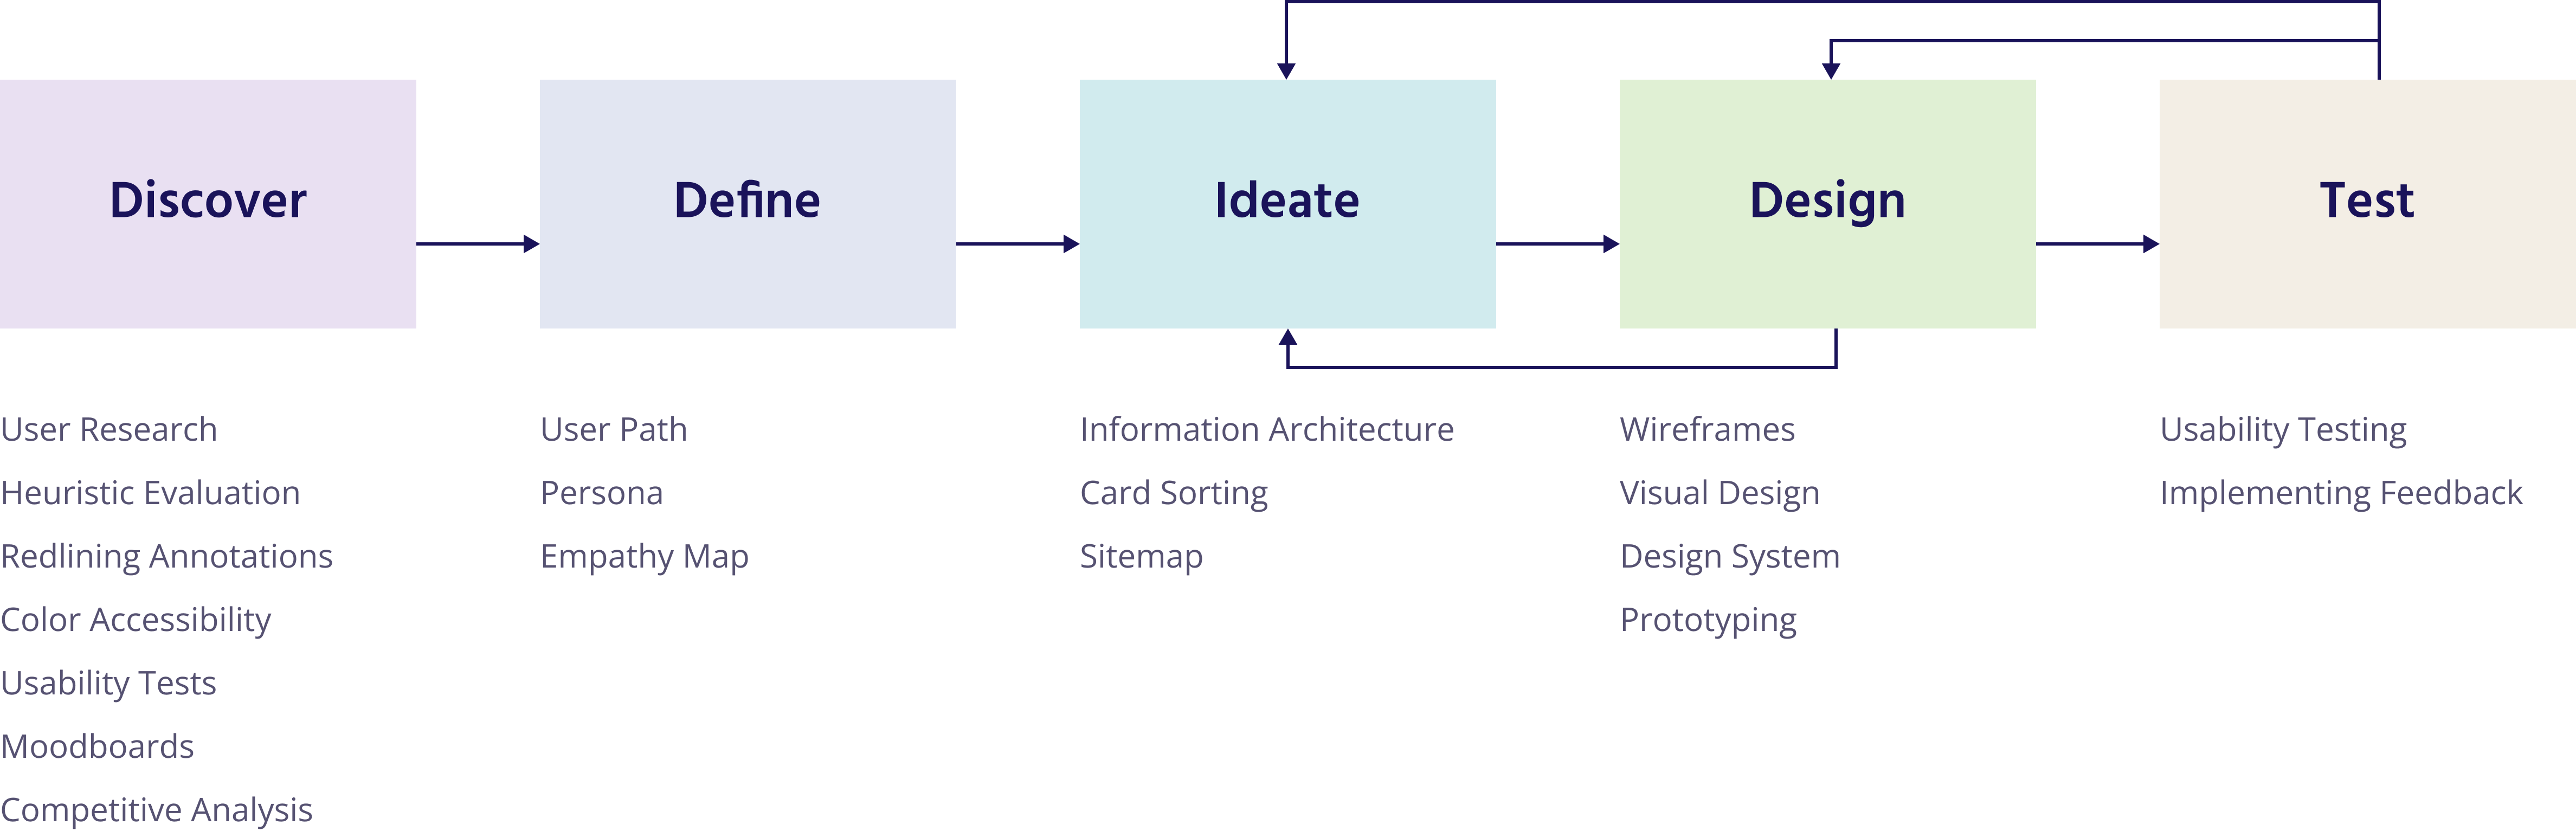 Discover
Define
Ideate
Design
Test
User Research
Heuristic Evaluation
Redlining Annotations
Color Accessibility
Usability Tests
Moodboards
Competitive Analysis
User Path
Persona
Empathy Map
Information Architecture
Card Sorting
Sitemap
Wireframes
Visual Design
Design System
Prototyping
Usability Testing
Implementing Feedback